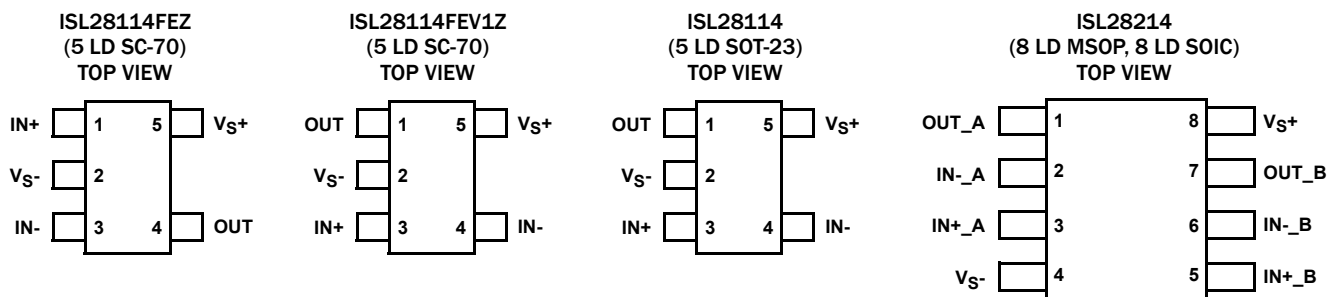 ISL28114FEZ
(5 LD SC-70)
TOP VIEW
IN+ 1 5 VS+
VS- 2
IN- 3 4 OUT
ISL28114FEV1Z
(5 LD SC-70)
TOP VIEW
OUT 1 5 VS+
VS- 2
IN+ 3 4 IN-
ISL28114
(5 LD SOT-23)
TOP VIEW
OUT 1 5 VS+
VS- 2
IN+ 3 4 IN-
ISL28214
(8 LD MSOP, 8 LD SOIC)
TOP VIEW
OUT_A 1 8 VS+
IN-_A 2 7 OUT_B
IN+_A 3 6 IN-_B
VS- 4 5 IN+_B